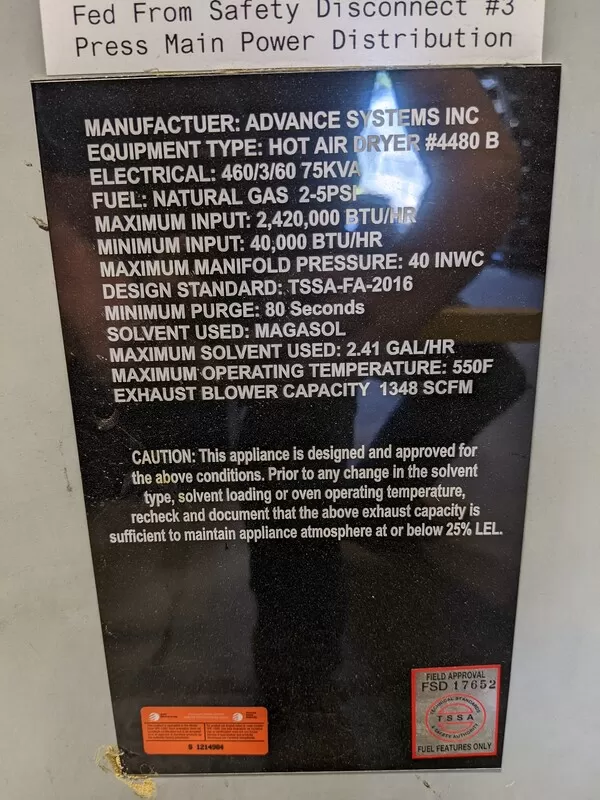 Fed From Safety Disconnect #3
Press Main Power Distribution
MANUFACTUER: ADVANCE SYSTEMS INC
EQUIPMENT TYPE: HOT AIR DRYER #4480 B
ELECTRICAL: 460/3/60 75KVA
FUEL: NATURAL GAS 2-5PSI
MAXIMUM INPUT: 2,420,000 BTU/HR
MINIMUM INPUT: 40,000 BTU/HR
MAXIMUM MANIFOLD PRESSURE: 40 INWC
DESIGN STANDARD: TSSA-FA-2016
MINIMUM PURGE: 80 Seconds
SOLVENT USED: MAGASOL
MAXIMUM SOLVENT USED: 2.41 GAL/HR
MAXIMUM OPERATING TEMPERATURE: 550F
EXHAUST BLOWER CAPACITY 1348 SCFM
CAUTION: This appliance is designed and approved for
the above conditions. Prior to any change in the solvent
type, solvent loading or oven operating temperature,
recheck and document that the above exhaust capacity is
sufficient to maintain appliance atmosphere at or below 25% LEL.
FIELD APPROVAL
FSD 17652
TECHNICAL STANDARDS
TSSA
& SAFETY AUTHORITY
FUEL FEATURES ONLY
S 1214984